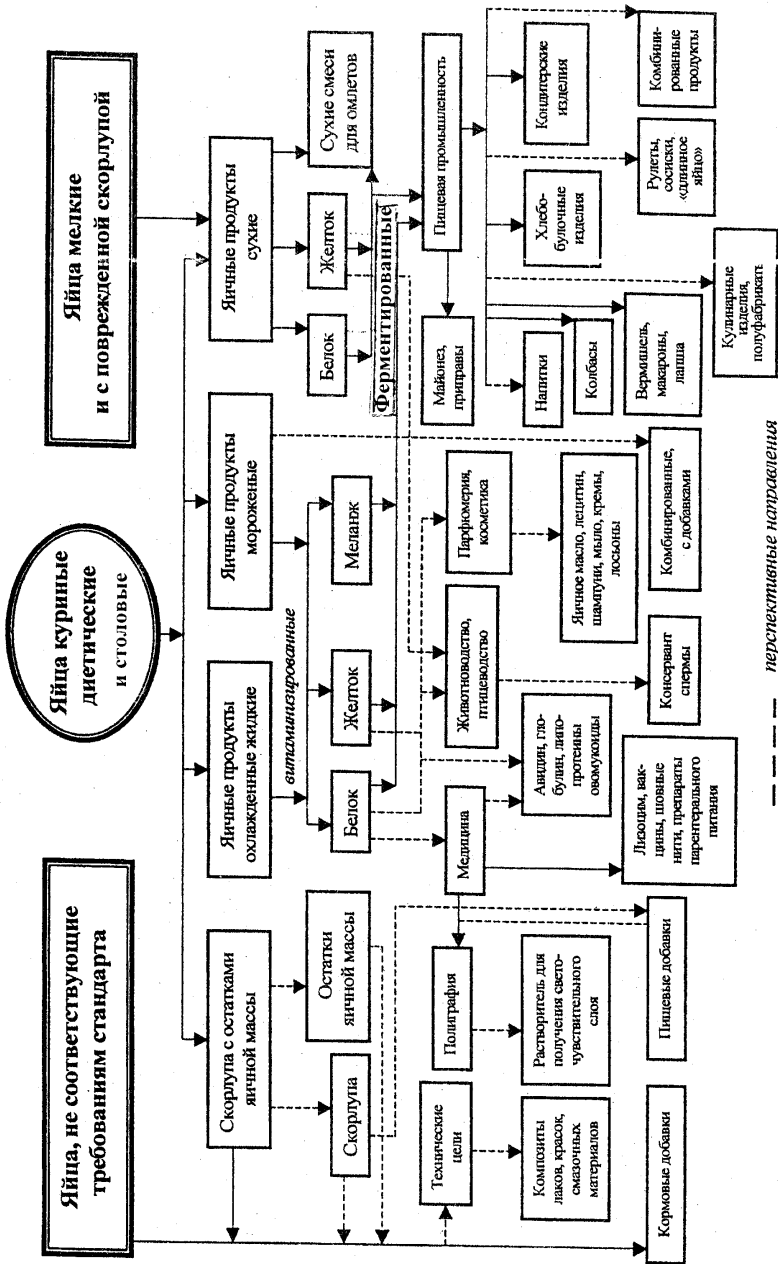 Яйца, не соответствующие
требованиям стандарта
Яйца куриные
диетические
и столовые
Яйца мелкие
и с поврежденной скорлупой
Скорлупа с остатками
яичной массы
Яичные продукты
охлажденные жидкие
Яичные продукты
мороженые
Яичные продукты
сухие
витаминизированные
Скорлупа
Остатки
яичной массы
Белок
Желток
Меланж
Белок
Желток
Сухие смеси
для омлетов
Ферментированные
Технические
цели
Полиграфия
Медицина
Животноводство,
птицеводство
Парфюмерия,
косметика
Майонез,
приправы
Пищевая промышленность
Композиты
лаков, красок,
смазочных
материалов
Растворитель для
получения свето-
чувствительного
слоя
Авидин, гло-
булин, липо-
протеины
овомукоиды
Яичное масло, лецитин,
шампуни, мыло, кремы,
лосьоны
Напитки
Колбасы
Хлебо-
булочные
изделия
Кондитерские
изделия
Кормовые добавки
Пищевые добавки
Лизоцим, вак-
цины, шовные
нити, препараты
парентерального
питания
Консервант
спермы
Комбинированные,
с добавками
Вермишель,
макароны,
лапша
Кулинарные
изделия,
полуфабрикаты
Рулеты,
сосиски,
«длинное
яйцо»
Комбини-
рованные
продукты
перспективные направления